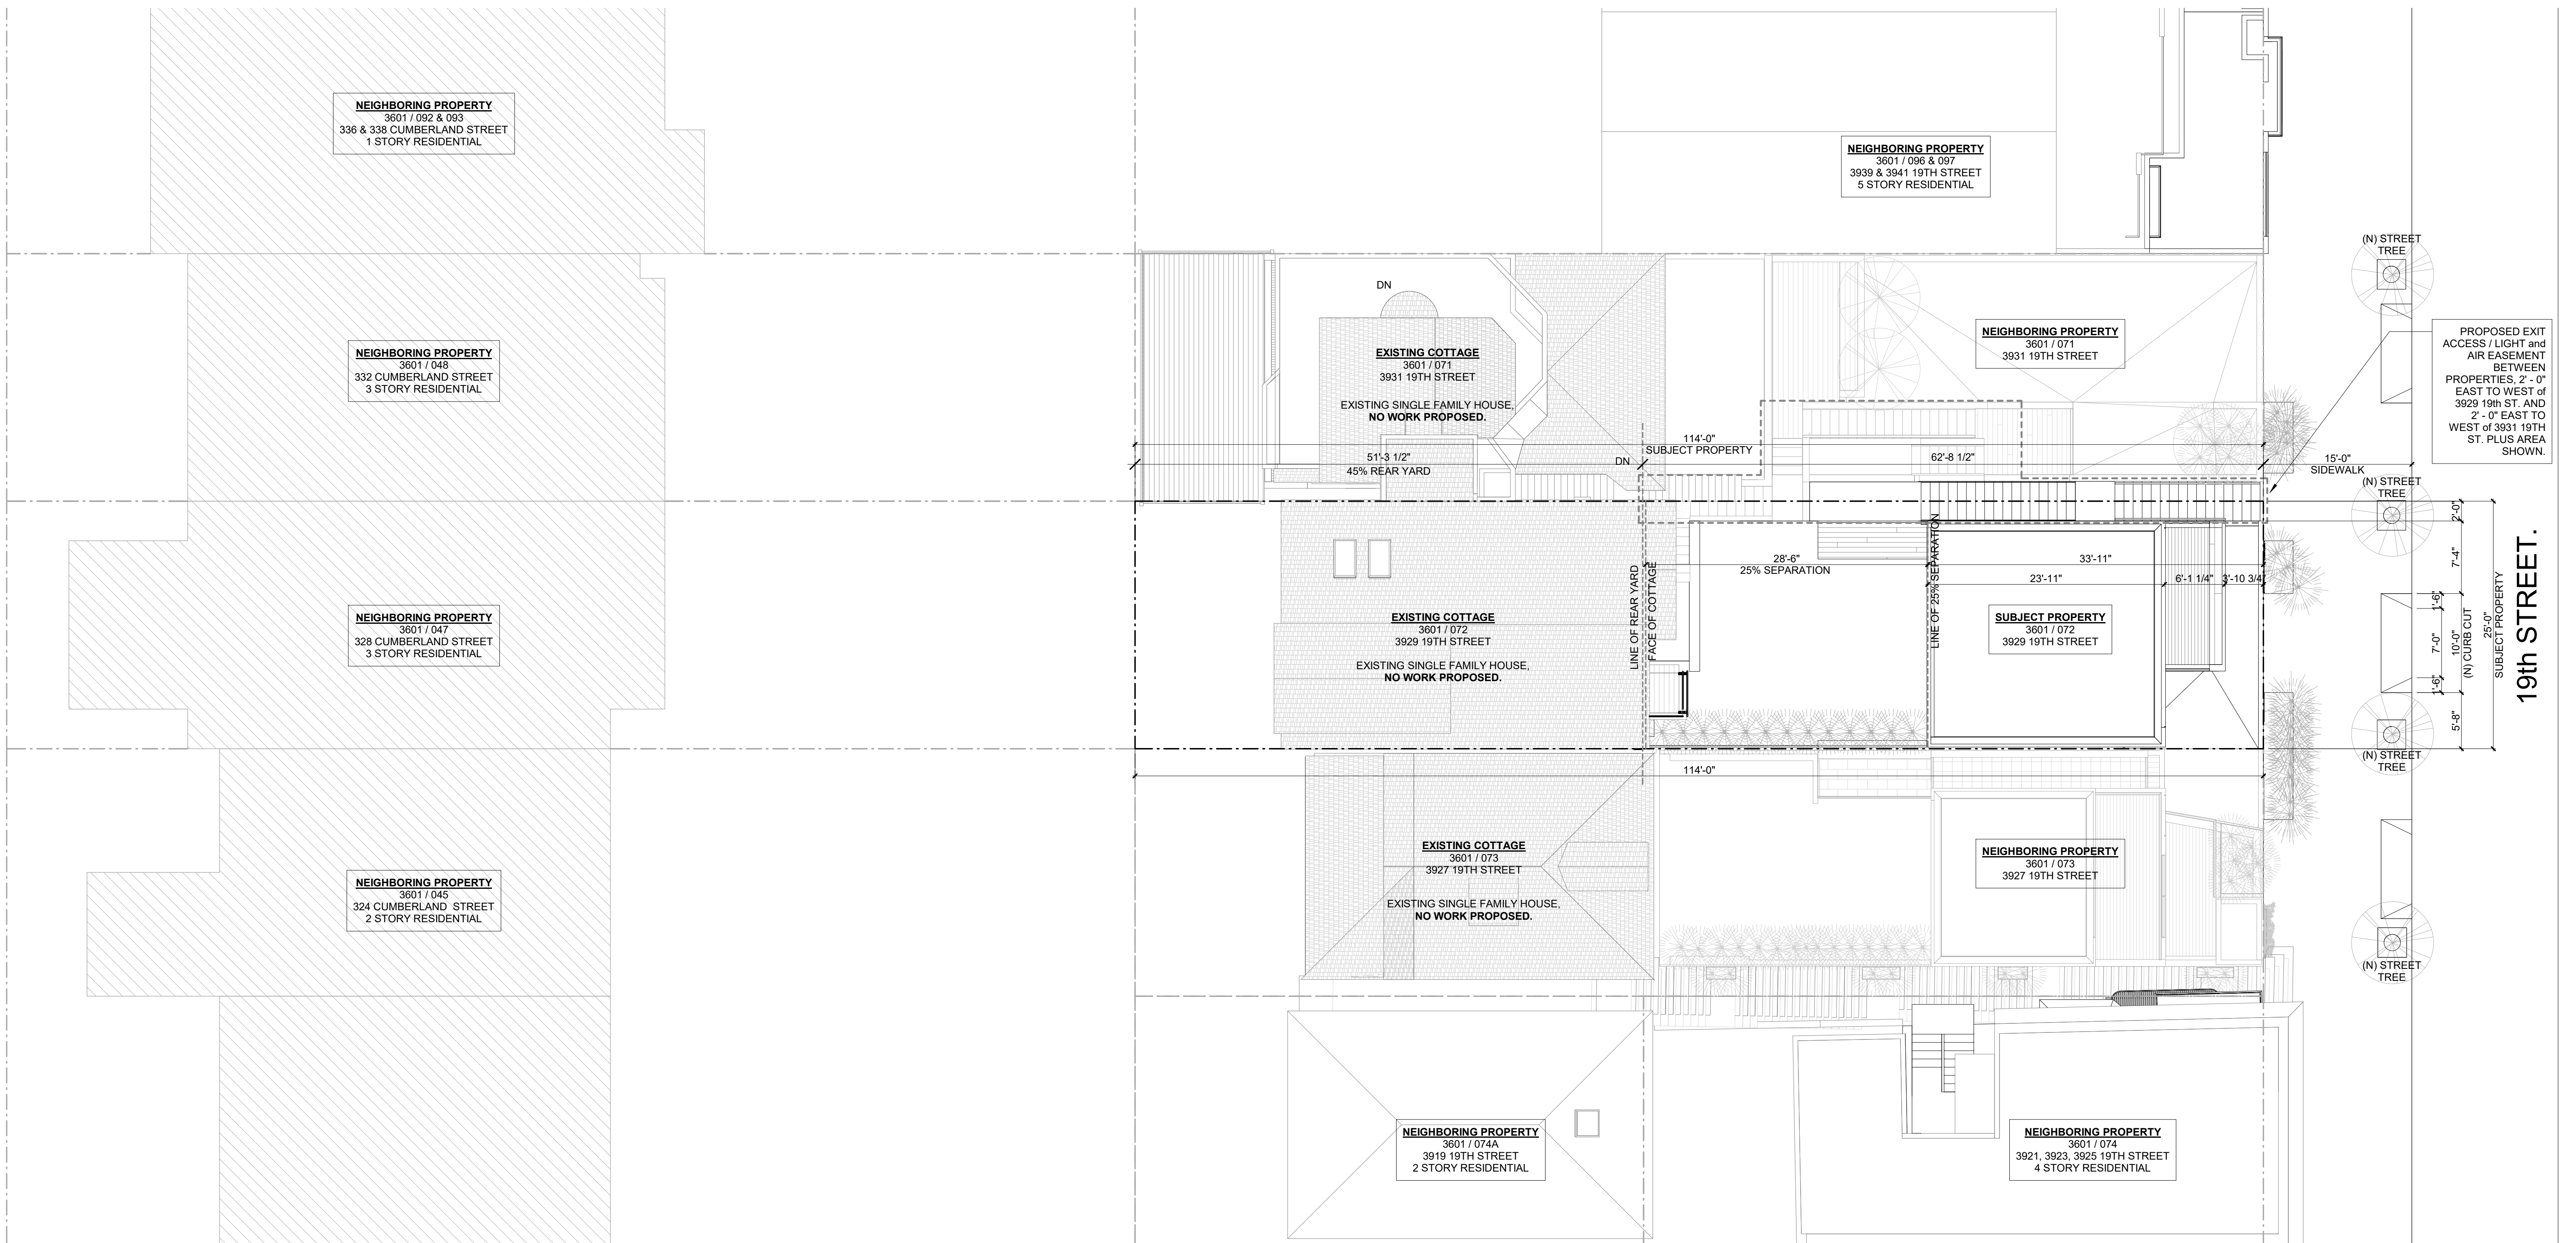 NEIGHBORING PROPERTY
3601 / 092 & 093
336 & 338 CUMBERLAND STREET
1 STORY RESIDENTIAL
NEIGHBORING PROPERTY
3601 / 096 & 097
3939 & 3941 19TH STREET
5 STORY RESIDENTIAL
(N) STREET
TREE
NEIGHBORING PROPERTY
3601 / 048
332 CUMBERLAND STREET
3 STORY RESIDENTIAL
DN
EXISTING COTTAGE
3601 / 071
3931 19TH STREET
EXISTING SINGLE FAMILY HOUSE,
NO WORK PROPOSED.
NEIGHBORING PROPERTY
3601 / 071
3931 19TH STREET
PROPOSED EXIT
ACCESS / LIGHT and
AIR EASEMENT
BETWEEN
PROPERTIES, 2' - 0"
EAST TO WEST of
3929 19th ST. AND
2' - 0" EAST TO
WEST of 3931 19TH
ST. PLUS AREA
SHOWN.
114'-0"
SUBJECT PROPERTY
51'-3 1/2"
45% REAR YARD
DN
62'-8 1/2"
15'-0"
SIDEWALK
(N) STREET
TREE
NEIGHBORING PROPERTY
3601 / 047
328 CUMBERLAND STREET
3 STORY RESIDENTIAL
EXISTING COTTAGE
3601 / 072
3929 19TH STREET
EXISTING SINGLE FAMILY HOUSE,
NO WORK PROPOSED.
LINE OF REAR YARD
FACE OF COTTAGE
28'-6"
25% SEPARATION
LINE OF 25% SEPARATION
33'-11"
23'-11"
6'-1 1/4"
3'-10 3/4"
SUBJECT PROPERTY
3601 / 072
3929 19TH STREET
2'-0"
7'-4"
1'-6"
7'-0"
1'-6"
10'-0"
(N) CURB CUT
5'-8"
25'-0"
SUBJECT PROPERTY
19th STREET.
(N) STREET
TREE
114'-0"
NEIGHBORING PROPERTY
3601 / 045
324 CUMBERLAND STREET
2 STORY RESIDENTIAL
EXISTING COTTAGE
3601 / 073
3927 19TH STREET
EXISTING SINGLE FAMILY HOUSE,
NO WORK PROPOSED.
NEIGHBORING PROPERTY
3601 / 073
3927 19TH STREET
(N) STREET
TREE
NEIGHBORING PROPERTY
3601 / 074A
3919 19TH STREET
2 STORY RESIDENTIAL
NEIGHBORING PROPERTY
3601 / 074
3921, 3923, 3925 19TH STREET
4 STORY RESIDENTIAL